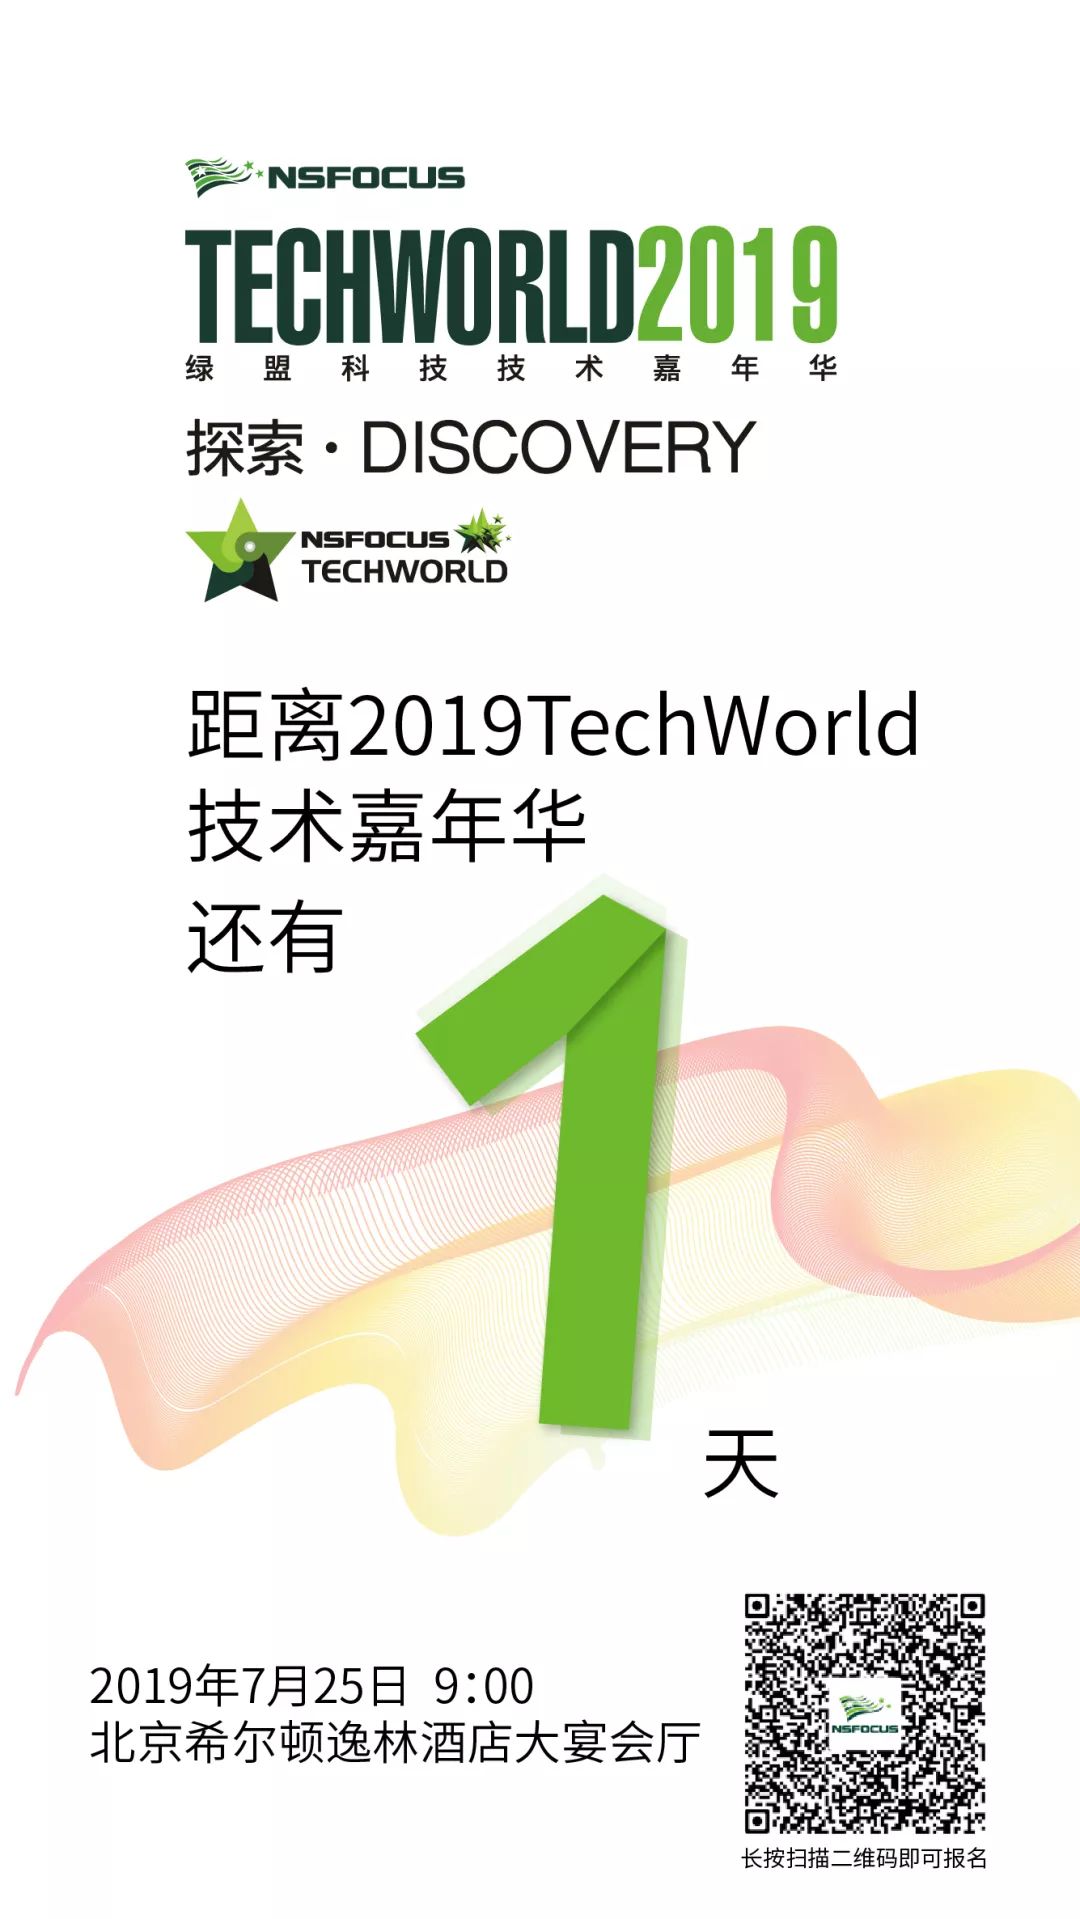 NSFOCUS
TECHWORLD2019
绿盟科技技术嘉年华
探索·DISCOVERY
NSFOCUS
TECHWORLD
距离2019TechWorld
技术嘉年华
还有
1
天
2019年7月25日 9:00
北京希尔顿逸林酒店大宴会厅
NSFOCUS
长按扫描二维码即可报名